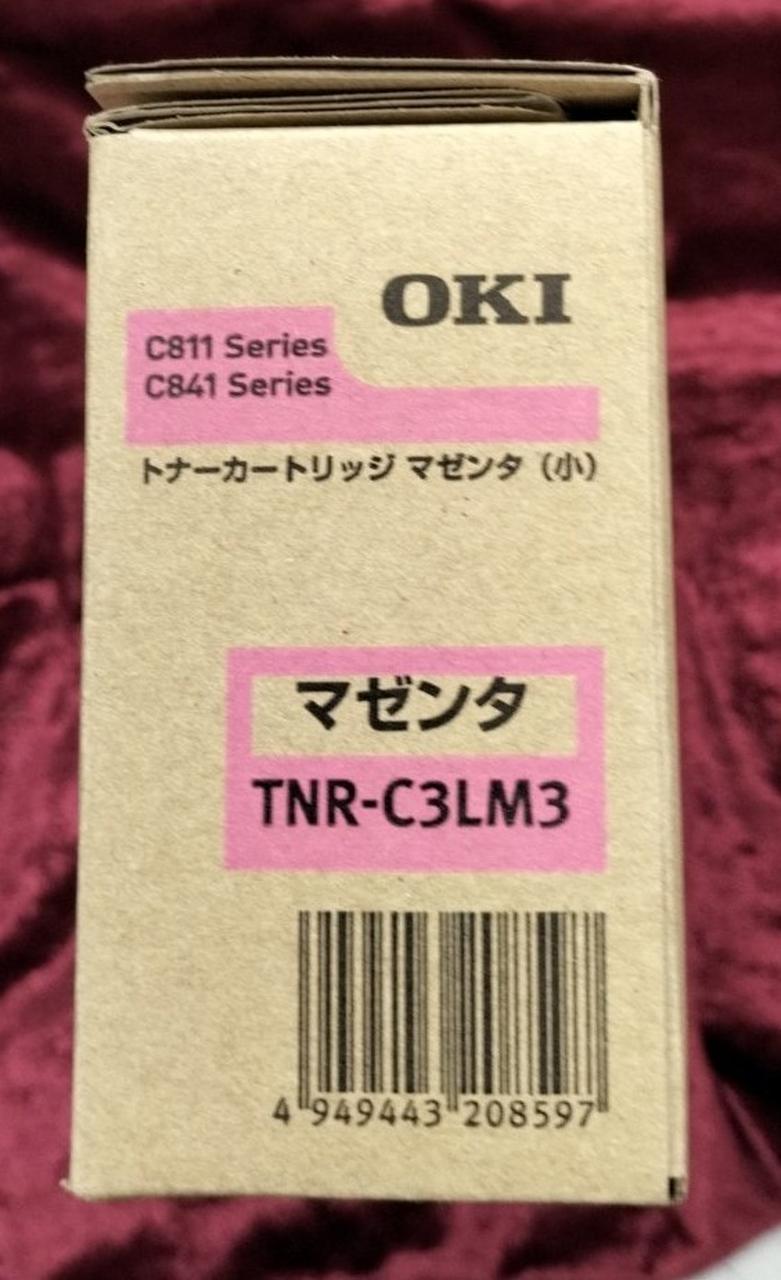 OKI
C811 Series
C841 Series
トナーカートリッジ マゼンタ（小）
マゼンタ
TNR-C3LM3
4 949443 208597